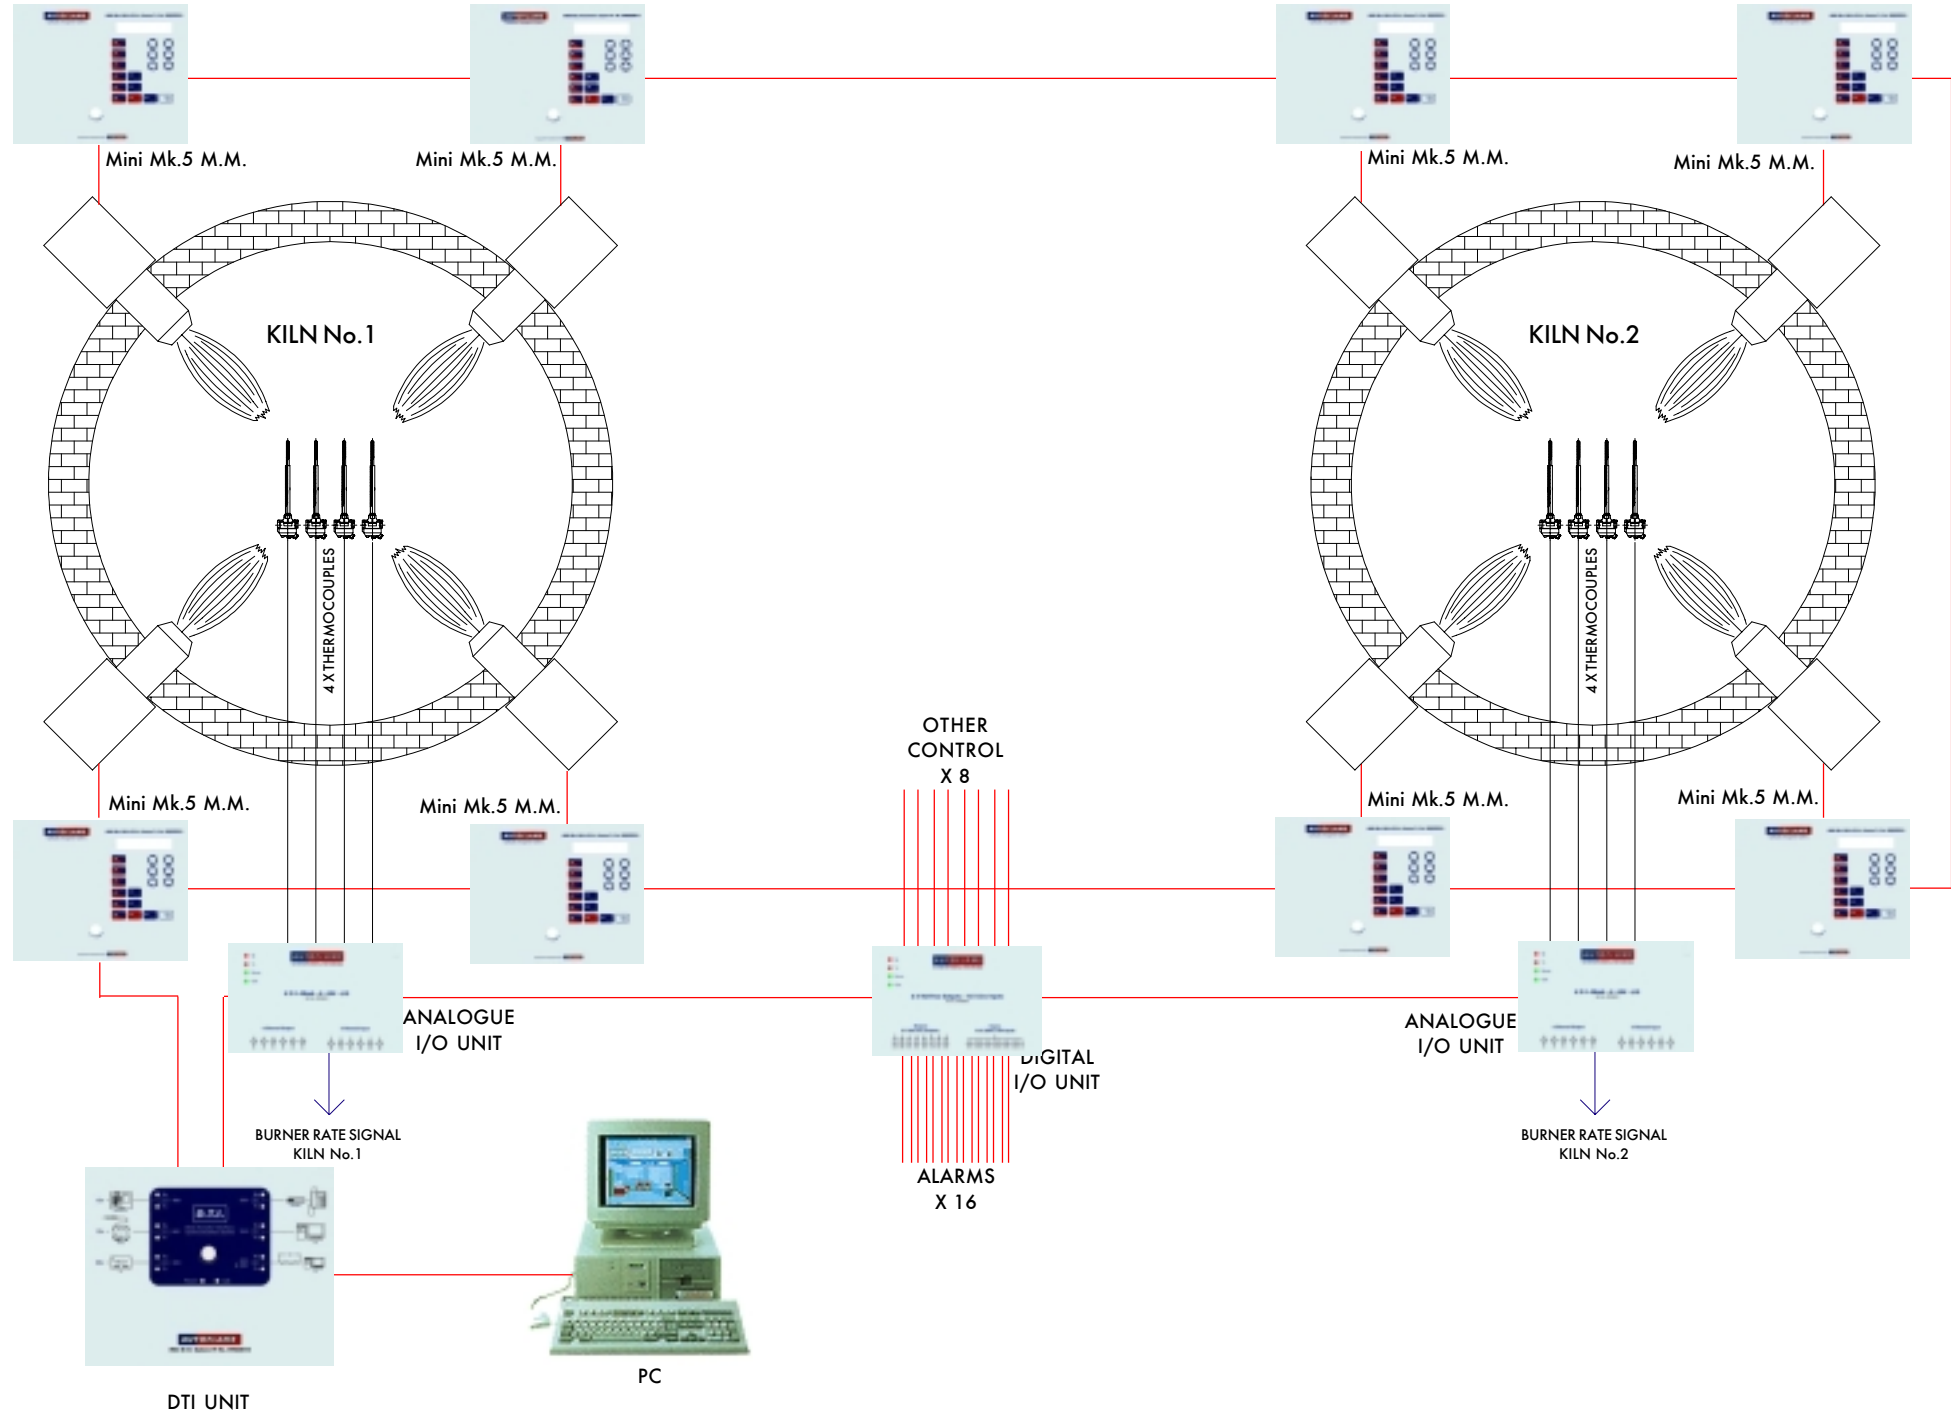 Mini Mk.5 M.M.
Mini Mk.5 M.M.
Mini Mk.5 M.M.
Mini Mk.5 M.M.
KILN No.1
KILN No.2
4 X THERMOCOUPLES
4 X THERMOCOUPLES
OTHER
CONTROL
X 8
Mini Mk.5 M.M.
Mini Mk.5 M.M.
Mini Mk.5 M.M.
Mini Mk.5 M.M.
ANALOGUE
I/O UNIT
DIGITAL
I/O UNIT
ANALOGUE
I/O UNIT
BURNER RATE SIGNAL
KILN No.1
BURNER RATE SIGNAL
KILN No.2
ALARMS
X 16
D.T.I.
AUTOFLAME
PC
DTI UNIT